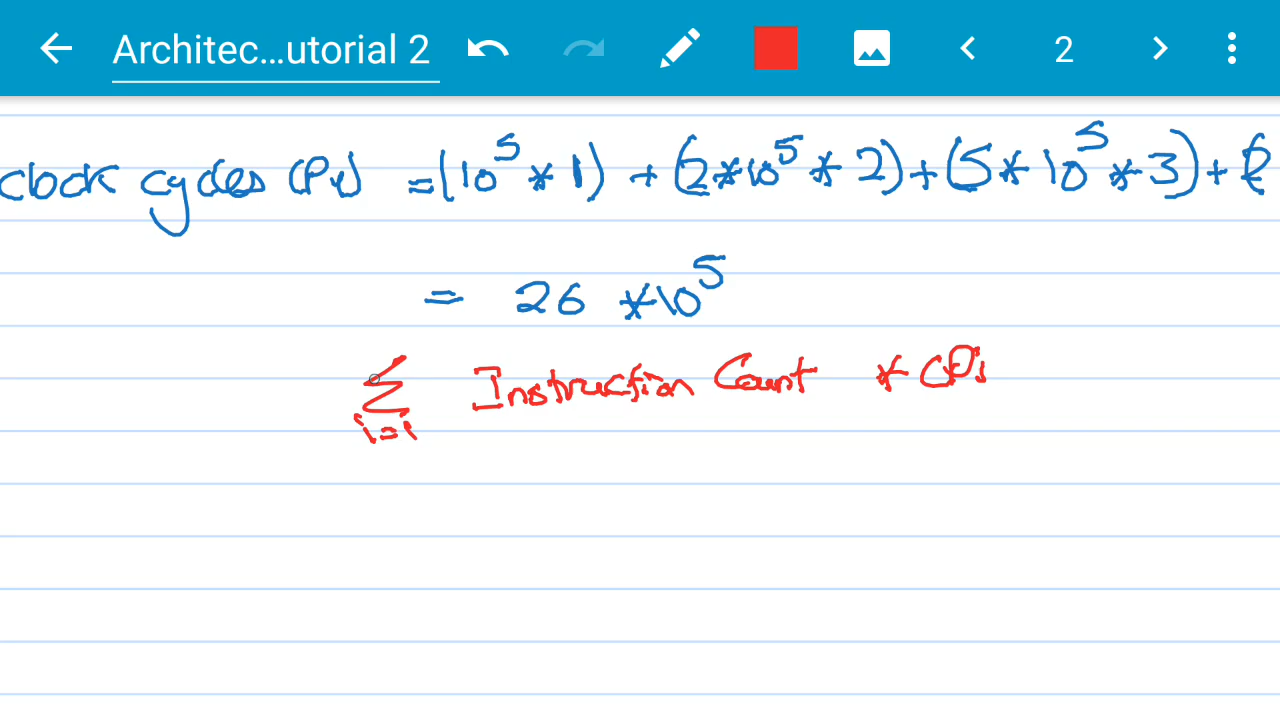 Architec...utorial 2 2
clock cycles (P1) = (10^5 * 1) + (2*10^5 * 2) + (5* 10^5 * 3) + (2
= 26 *10^5
∑ i=1 Instruction Count * CPI